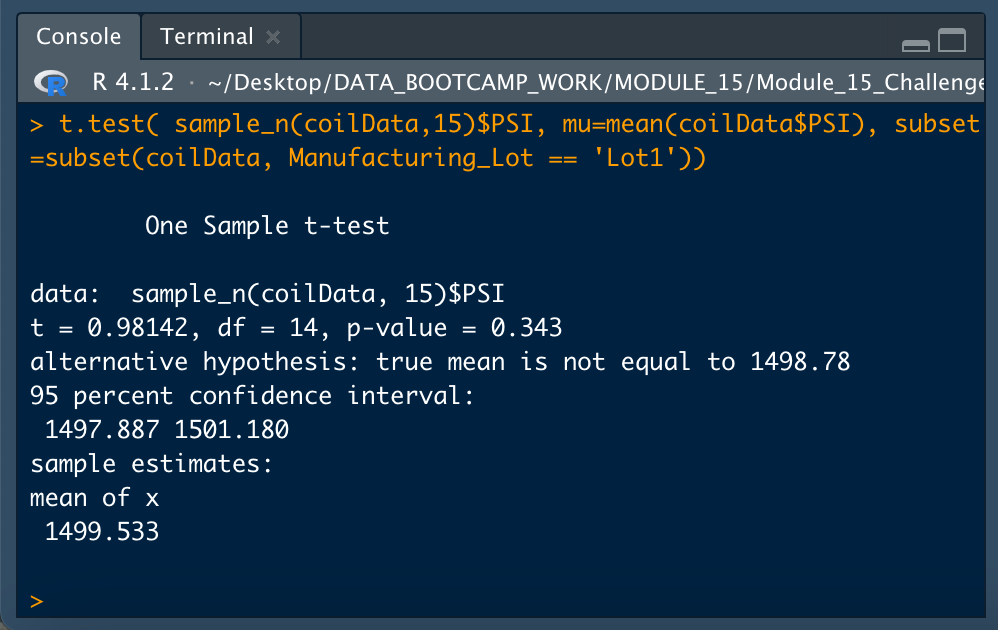 Console
Terminal ×
R R 4.1.2 · ~/Desktop/DATA_BOOTCAMP_WORK/MODULE_15/Module_15_Challenge
> t.test( sample_n(coilData,15)$PSI, mu=mean(coilData$PSI), subset
=subset(coilData, Manufacturing_Lot == 'Lot1'))
One Sample t-test
data:  sample_n(coilData, 15)$PSI
t = 0.98142, df = 14, p-value = 0.343
alternative hypothesis: true mean is not equal to 1498.78
95 percent confidence interval:
1497.887 1501.180
sample estimates:
mean of x
1499.533
>